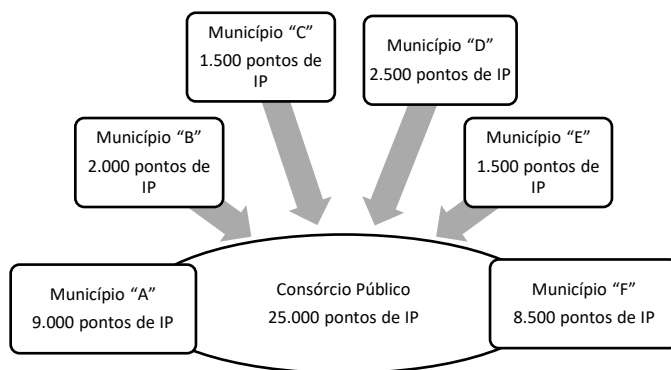 Município “C”
1.500 pontos de
IP
Município “D”
2.500 pontos de IP
Município “B”
2.000 pontos de
IP
Município “E”
1.500 pontos de
IP
Município “A”
9.000 pontos de IP
Consórcio Público
25.000 pontos de IP
Município “F”
8.500 pontos de IP